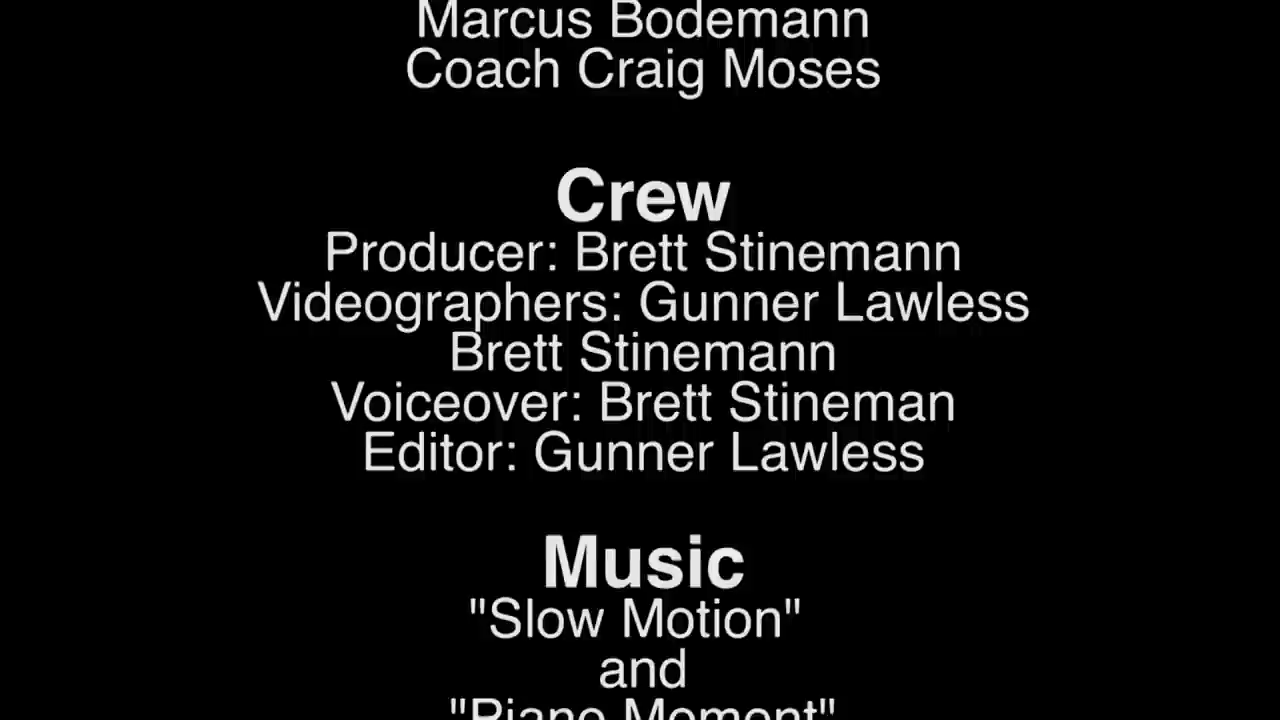 Marcus Bodemann
Coach Craig Moses
Crew
Producer: Brett Stinemann
Videographers: Gunner Lawless
Brett Stinemann
Voiceover: Brett Stineman
Editor: Gunner Lawless
Music
"Slow Motion"
and
"Piano Moment"